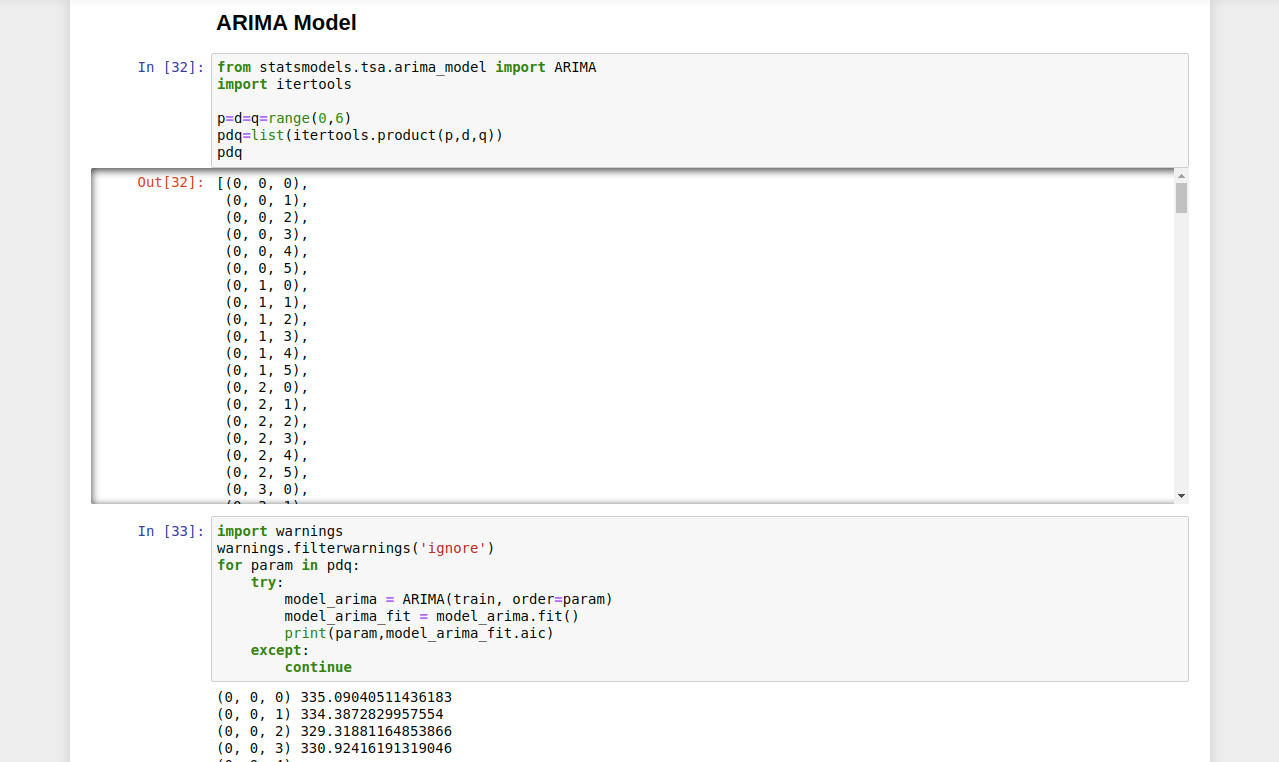 ARIMA Model
In [32]: from statsmodels.tsa.arima_model import ARIMA
import itertools
p=d=q=range(0,6)
pdq=list(itertools.product(p,d,q))
pdq
Out[32]: [(0, 0, 0),
(0, 0, 1),
(0, 0, 2),
(0, 0, 3),
(0, 0, 4),
(0, 0, 5),
(0, 1, 0),
(0, 1, 1),
(0, 1, 2),
(0, 1, 3),
(0, 1, 4),
(0, 1, 5),
(0, 2, 0),
(0, 2, 1),
(0, 2, 2),
(0, 2, 3),
(0, 2, 4),
(0, 2, 5),
(0, 3, 0),
In [33]: import warnings
warnings.filterwarnings('ignore')
for param in pdq:
    try:
        model_arima = ARIMA(train, order=param)
        model_arima_fit = model_arima.fit()
        print(param,model_arima_fit.aic)
    except:
        continue
(0, 0, 0) 335.09040511436183
(0, 0, 1) 334.3872829957554
(0, 0, 2) 329.31881164853866
(0, 0, 3) 330.92416191319046